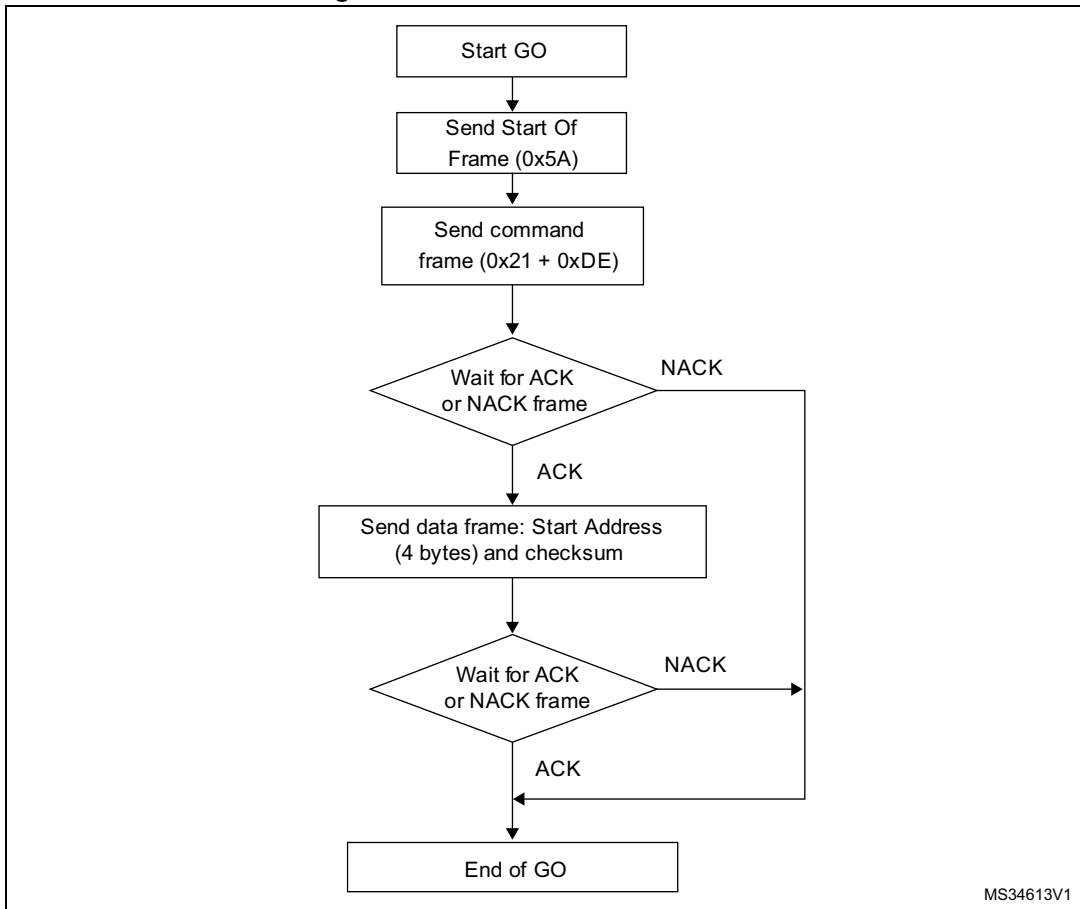 Start GO
Send Start Of
Frame (0x5A)
Send command
frame (0x21 + 0xDE)
Wait for ACK
or NACK frame
NACK
ACK
Send data frame: Start Address
(4 bytes) and checksum
Wait for ACK
or NACK frame
NACK
ACK
End of GO
MS34613V1